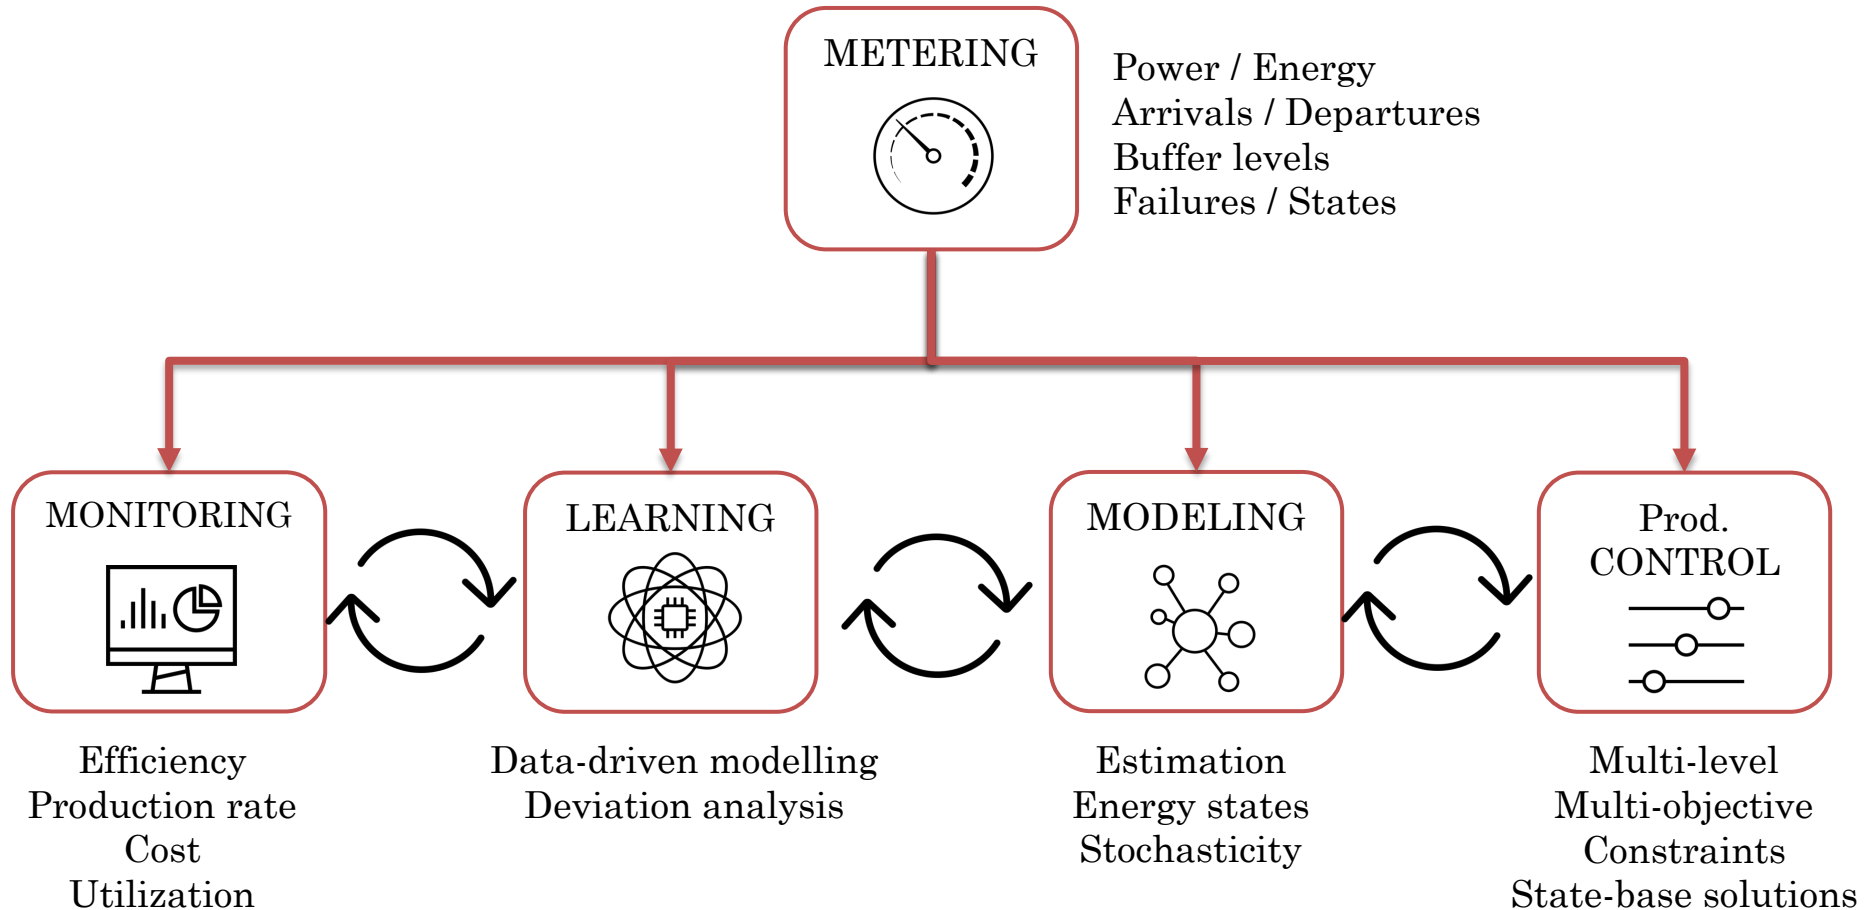 METERING
Power / Energy
Arrivals / Departures
Buffer levels
Failures / States
MONITORING
Efficiency
Production rate
Cost
Utilization
LEARNING
Data-driven modelling
Deviation analysis
MODELING
Estimation
Energy states
Stochasticity
Prod.
CONTROL
Multi-level
Multi-objective
Constraints
State-base solutions